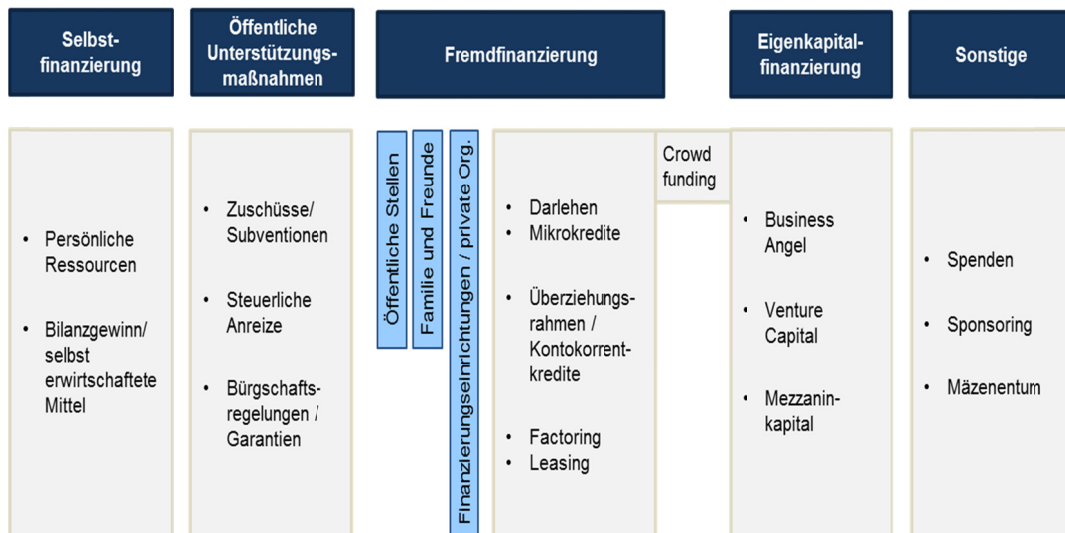 Selbst-
finanzierung
Öffentliche
Unterstützungs-
maßnahmen
Fremdfinanzierung
Eigenkapital-
finanzierung
Sonstige
• Persönliche
Ressourcen
• Bilanzgewinn/
selbst
erwirtschaftete
Mittel
• Zuschüsse/
Subventionen
• Steuerliche
Anreize
• Bürgschafts-
regelungen /
Garantien
Öffentliche Stellen
Familie und Freunde
Finanzierungseinrichtungen / private Org.
• Darlehen
• Mikrokredite
• Überziehungs-
rahmen /
Kontokorrent-
kredite
• Factoring
• Leasing
Crowd
funding
• Business
Angel
• Venture
Capital
• Mezzanin-
kapital
• Spenden
• Sponsoring
• Mäzenentum